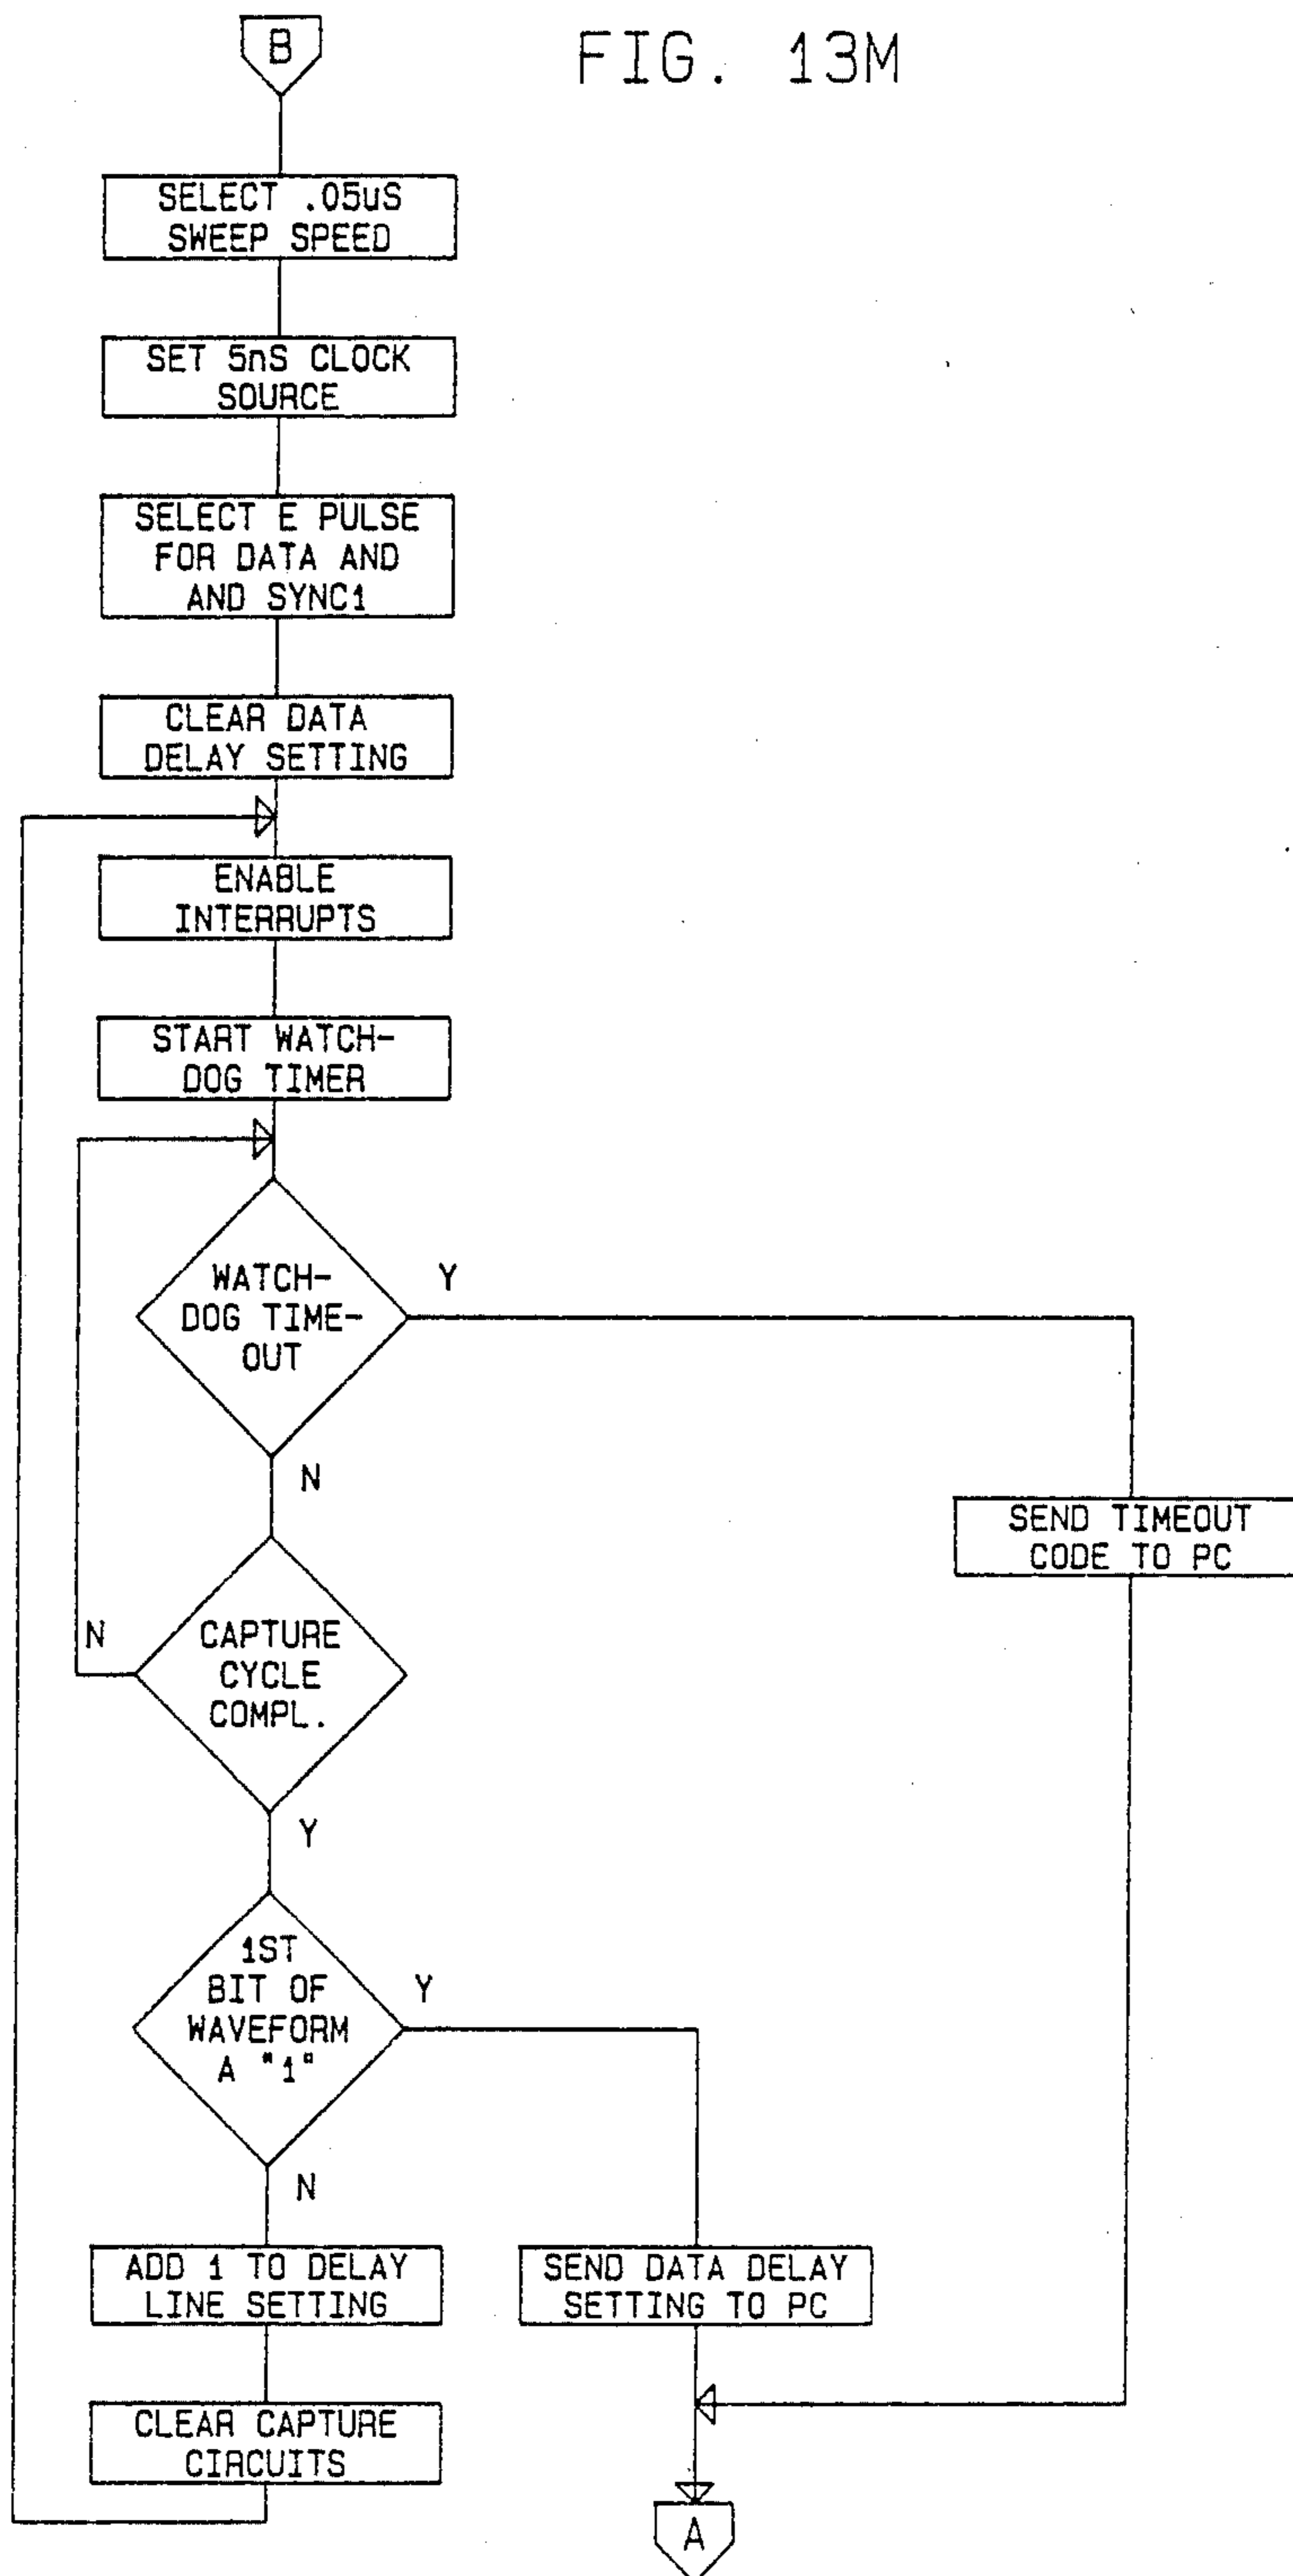 B
FIG. 13M
SELECT .05uS
SWEEP SPEED
SET 5nS CLOCK
SOURCE
SELECT E PULSE
FOR DATA AND
AND SYNC1
CLEAR DATA
DELAY SETTING
ENABLE
INTERRUPTS
START WATCH-
DOG TIMER
WATCH-
DOG TIME-
OUT
Y
N
SEND TIMEOUT
CODE TO PC
CAPTURE
CYCLE
COMPL.
N
Y
1ST
BIT OF
WAVEFORM
A "1"
Y
N
ADD 1 TO DELAY
LINE SETTING
SEND DATA DELAY
SETTING TO PC
CLEAR CAPTURE
CIRCUITS
A